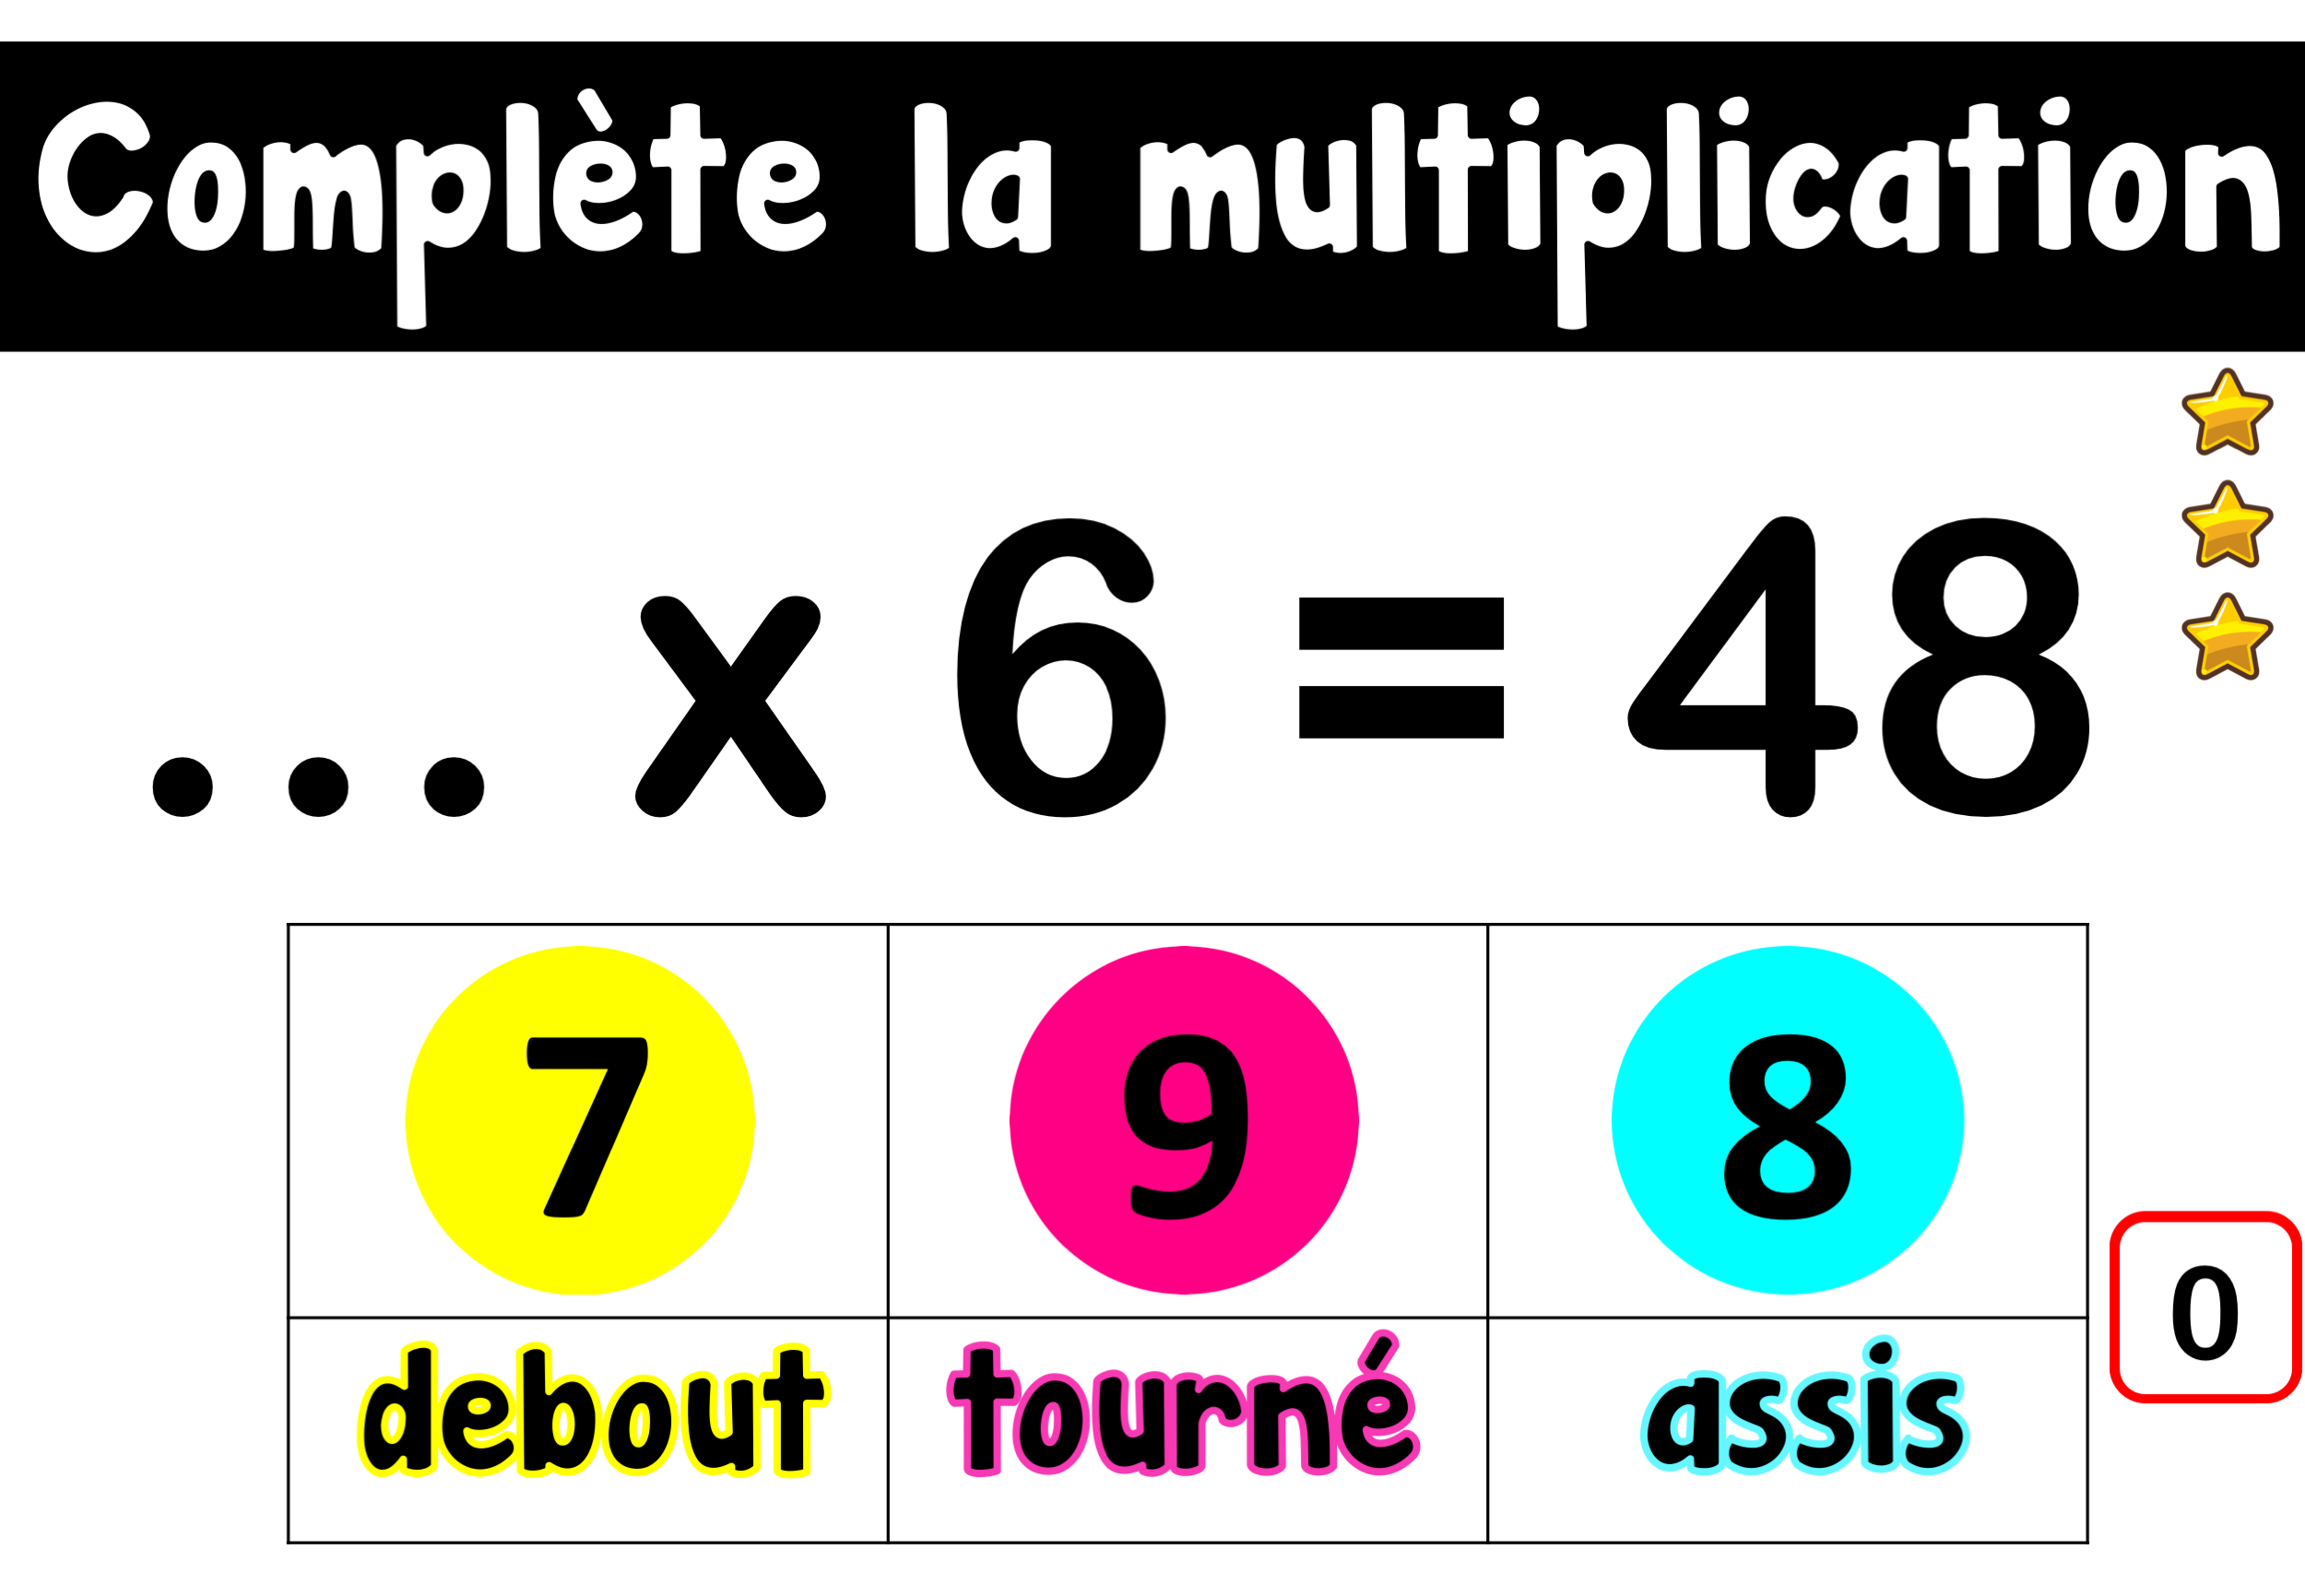 Complète la multiplication
... x 6 = 48
7 9 8
0
debout tourné assis